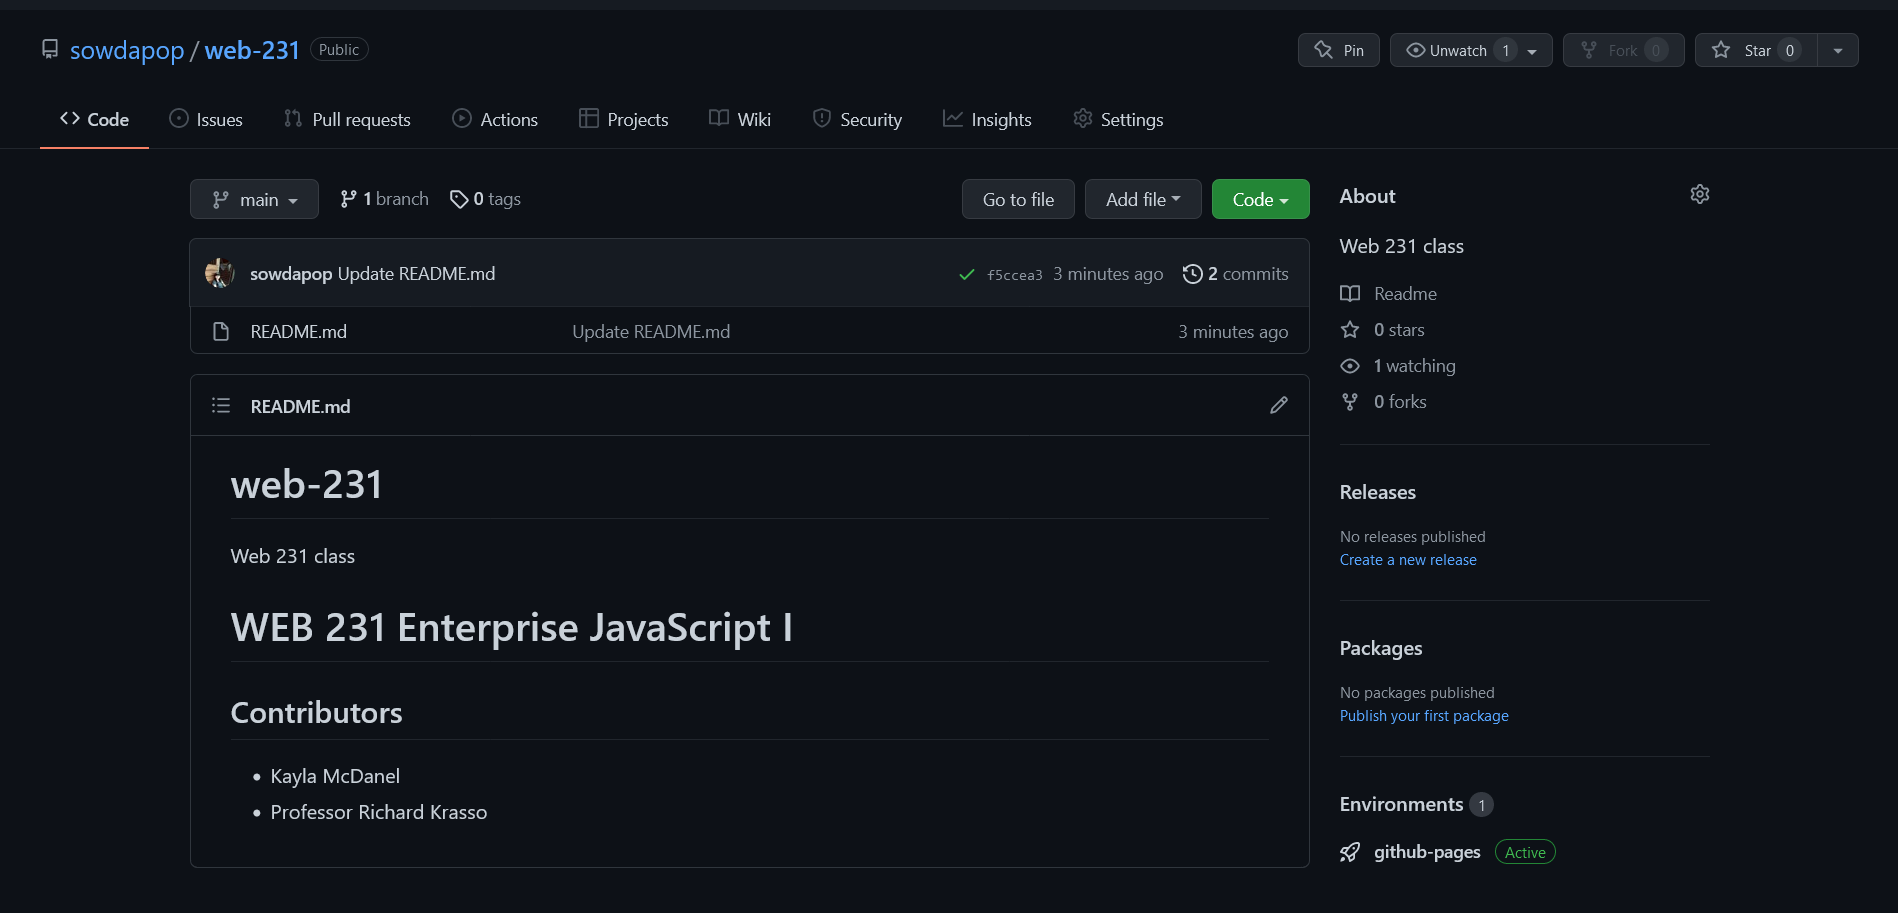 sowdapop / web-231 Public
Pin Unwatch 1 Fork 0 Star 0
Code Issues Pull requests Actions Projects Wiki Security Insights Settings
main 1 branch 0 tags Go to file Add file Code
sowdapop Update README.md f5ccea3 3 minutes ago 2 commits
README.md Update README.md 3 minutes ago
README.md
web-231
Web 231 class
WEB 231 Enterprise JavaScript I
Contributors
• Kayla McDanel
• Professor Richard Krasso
About
Web 231 class
Readme
0 stars
1 watching
0 forks
Releases
No releases published
Create a new release
Packages
No packages published
Publish your first package
Environments 1
github-pages Active